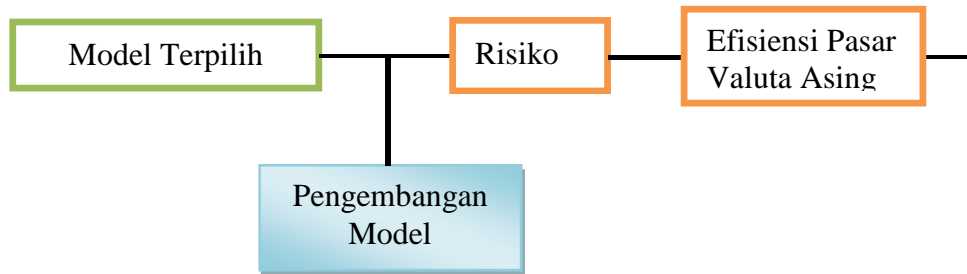 Model Terpilih
Risiko
Efisiensi Pasar
Valuta Asing
Pengembangan
Model